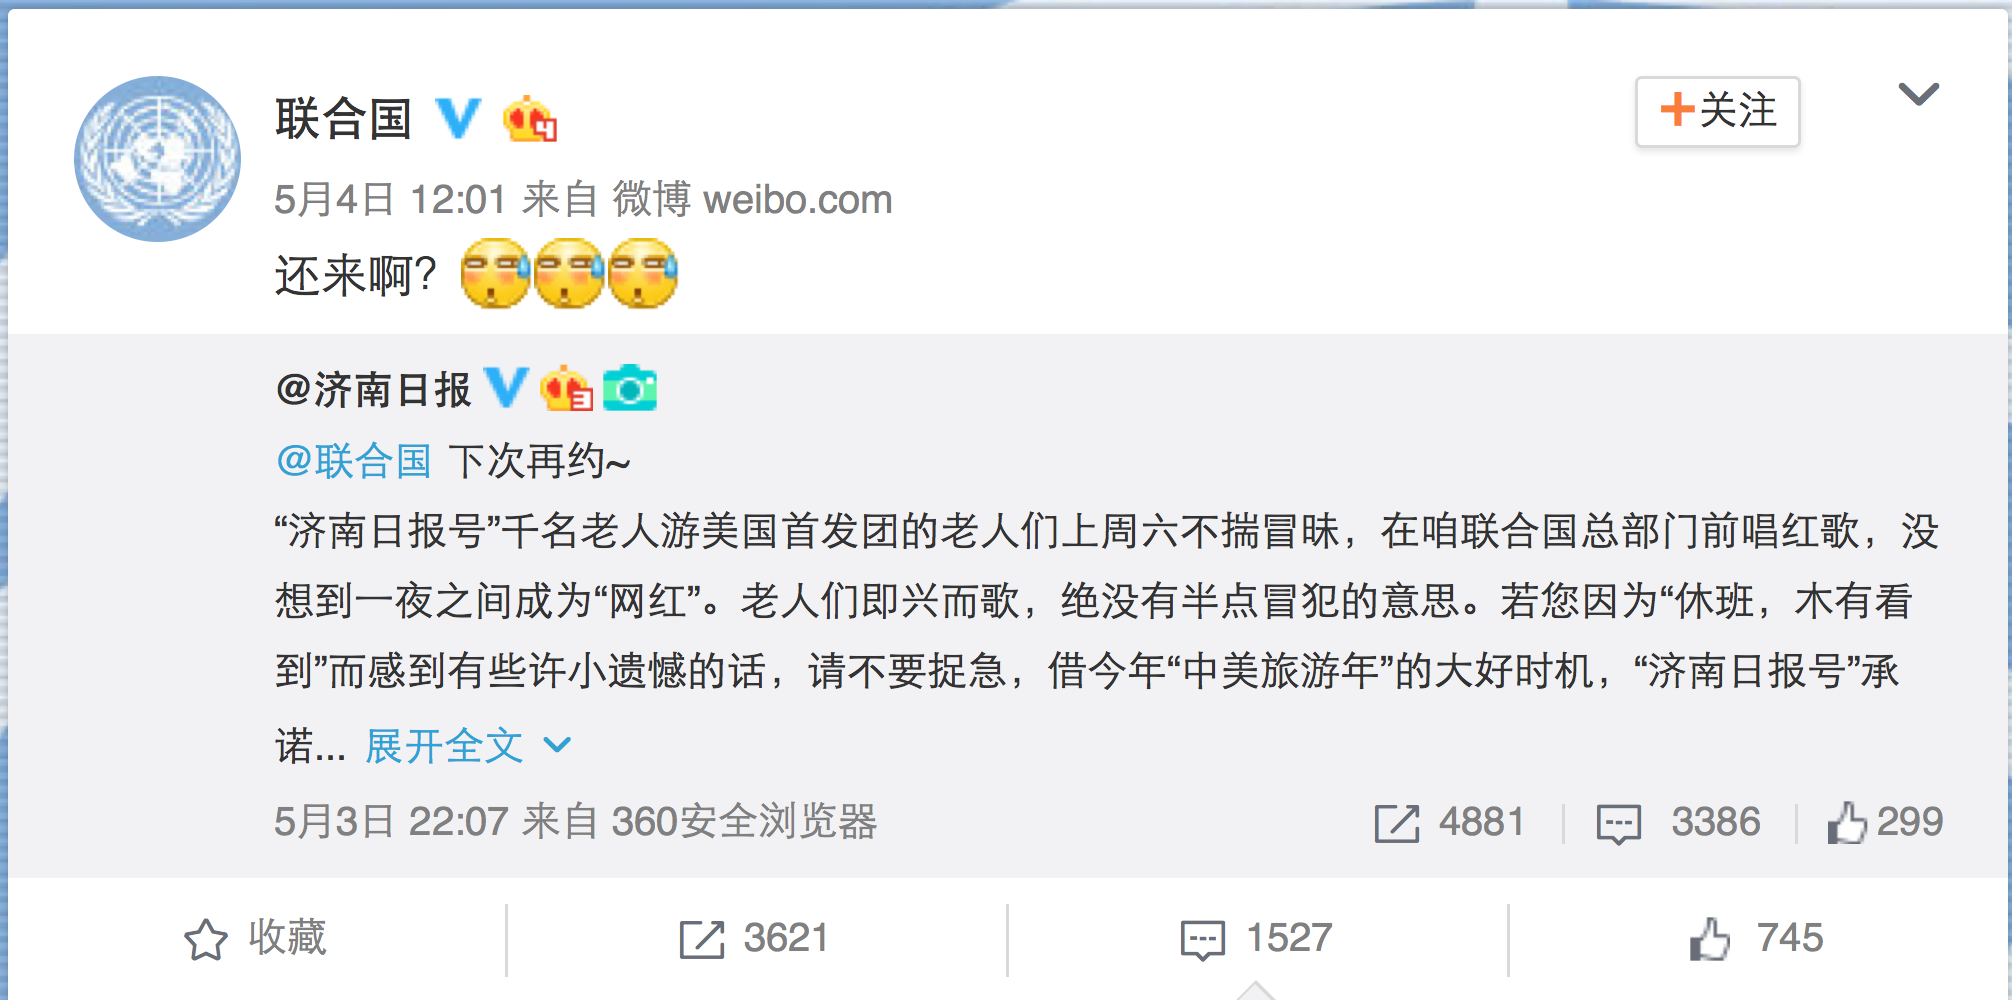 联合国
+关注
5月4日 12:01 来自 微博 weibo.com
还来啊？
@济南日报
@联合国 下次再约~
“济南日报号”千名老人游美国首发团的老人们上周六不揣冒昧，在咱联合国总部门前唱红歌，没
想到一夜之间成为“网红”。老人们即兴而歌，绝没有半点冒犯的意思。若您因为“休班，木有看
到”而感到有些许小遗憾的话，请不要捉急，借今年“中美旅游年”的大好时机，“济南日报号”承
诺... 展开全文
5月3日 22:07 来自 360安全浏览器 4881 3386 299
收藏 3621 1527 745